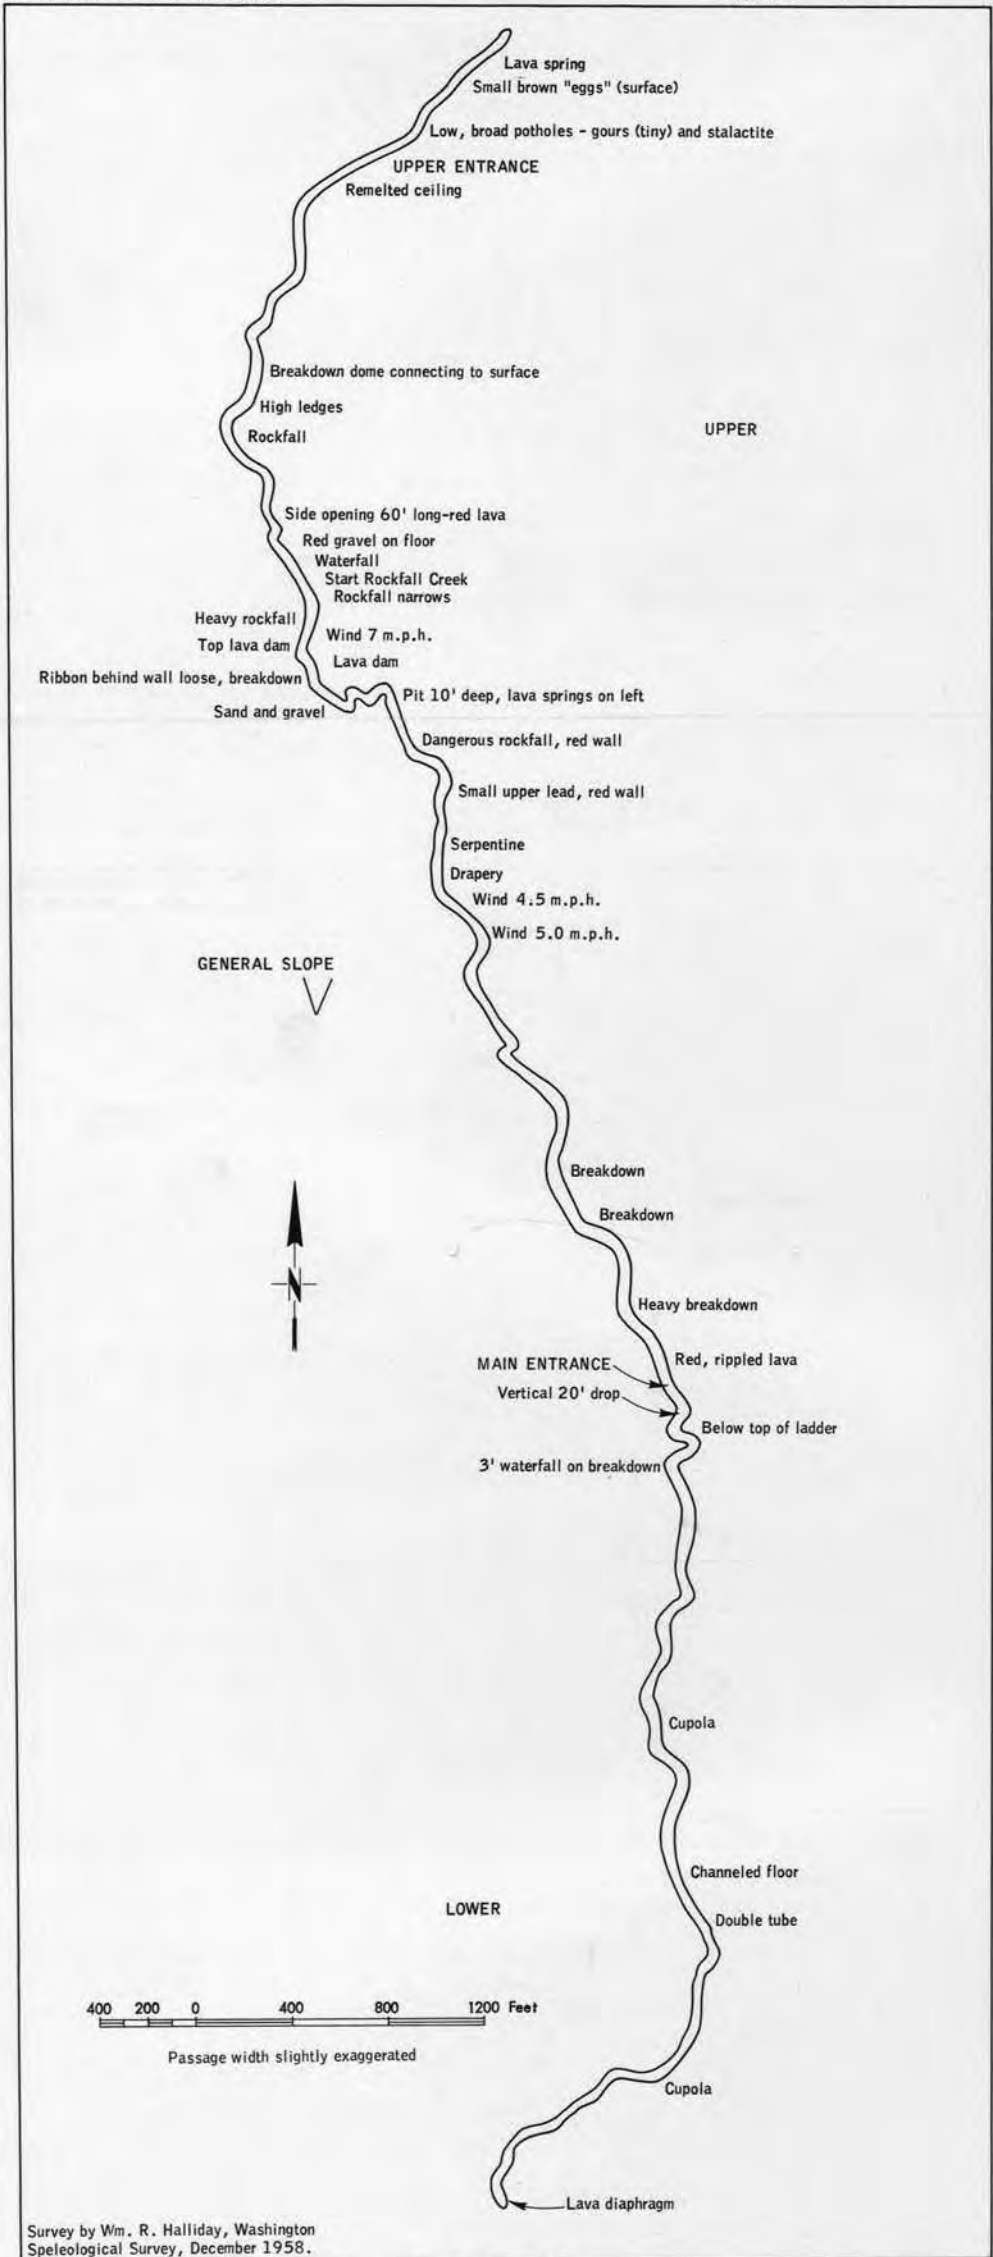 Lava spring
Small brown "eggs" (surface)
Low, broad potholes - gours (tiny) and stalactite
UPPER ENTRANCE
Remelted ceiling
Breakdown dome connecting to surface
High ledges
UPPER
Rockfall
Side opening 60' long-red lava
Red gravel on floor
Waterfall
Start Rockfall Creek
Rockfall narrows
Heavy rockfall
Wind 7 m.p.h.
Top lava dam
Lava dam
Ribbon behind wall loose, breakdown
Pit 10' deep, lava springs on left
Sand and gravel
Dangerous rockfall, red wall
Small upper lead, red wall
Serpentine
Drapery
Wind 4.5 m.p.h.
Wind 5.0 m.p.h.
GENERAL SLOPE
Breakdown
Breakdown
N
Heavy breakdown
Red, rippled lava
MAIN ENTRANCE
Vertical 20' drop
Below top of ladder
3' waterfall on breakdown
Cupola
Channeled floor
LOWER
Double tube
400 200 0 400 800 1200 Feet
Passage width slightly exaggerated
Cupola
Lava diaphragm
Survey by Wm. R. Halliday, Washington
Speleological Survey, December 1958.